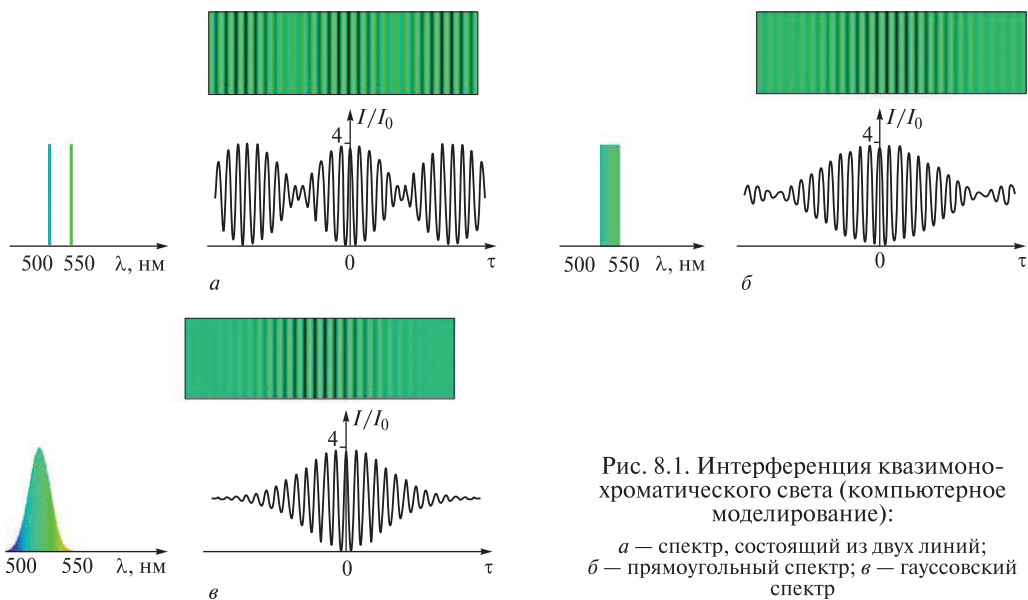 I/I₀
4
500 550 λ, нм
0
τ
а
I/I₀
4
500 550 λ, нм
0
τ
б
I/I₀
4
500 550 λ, нм
0
τ
в
Рис. 8.1. Интерференция квазимоно-
хроматического света (компьютерное
моделирование):
а — спектр, состоящий из двух линий;
б — прямоугольный спектр; в — гауссовский
спектр